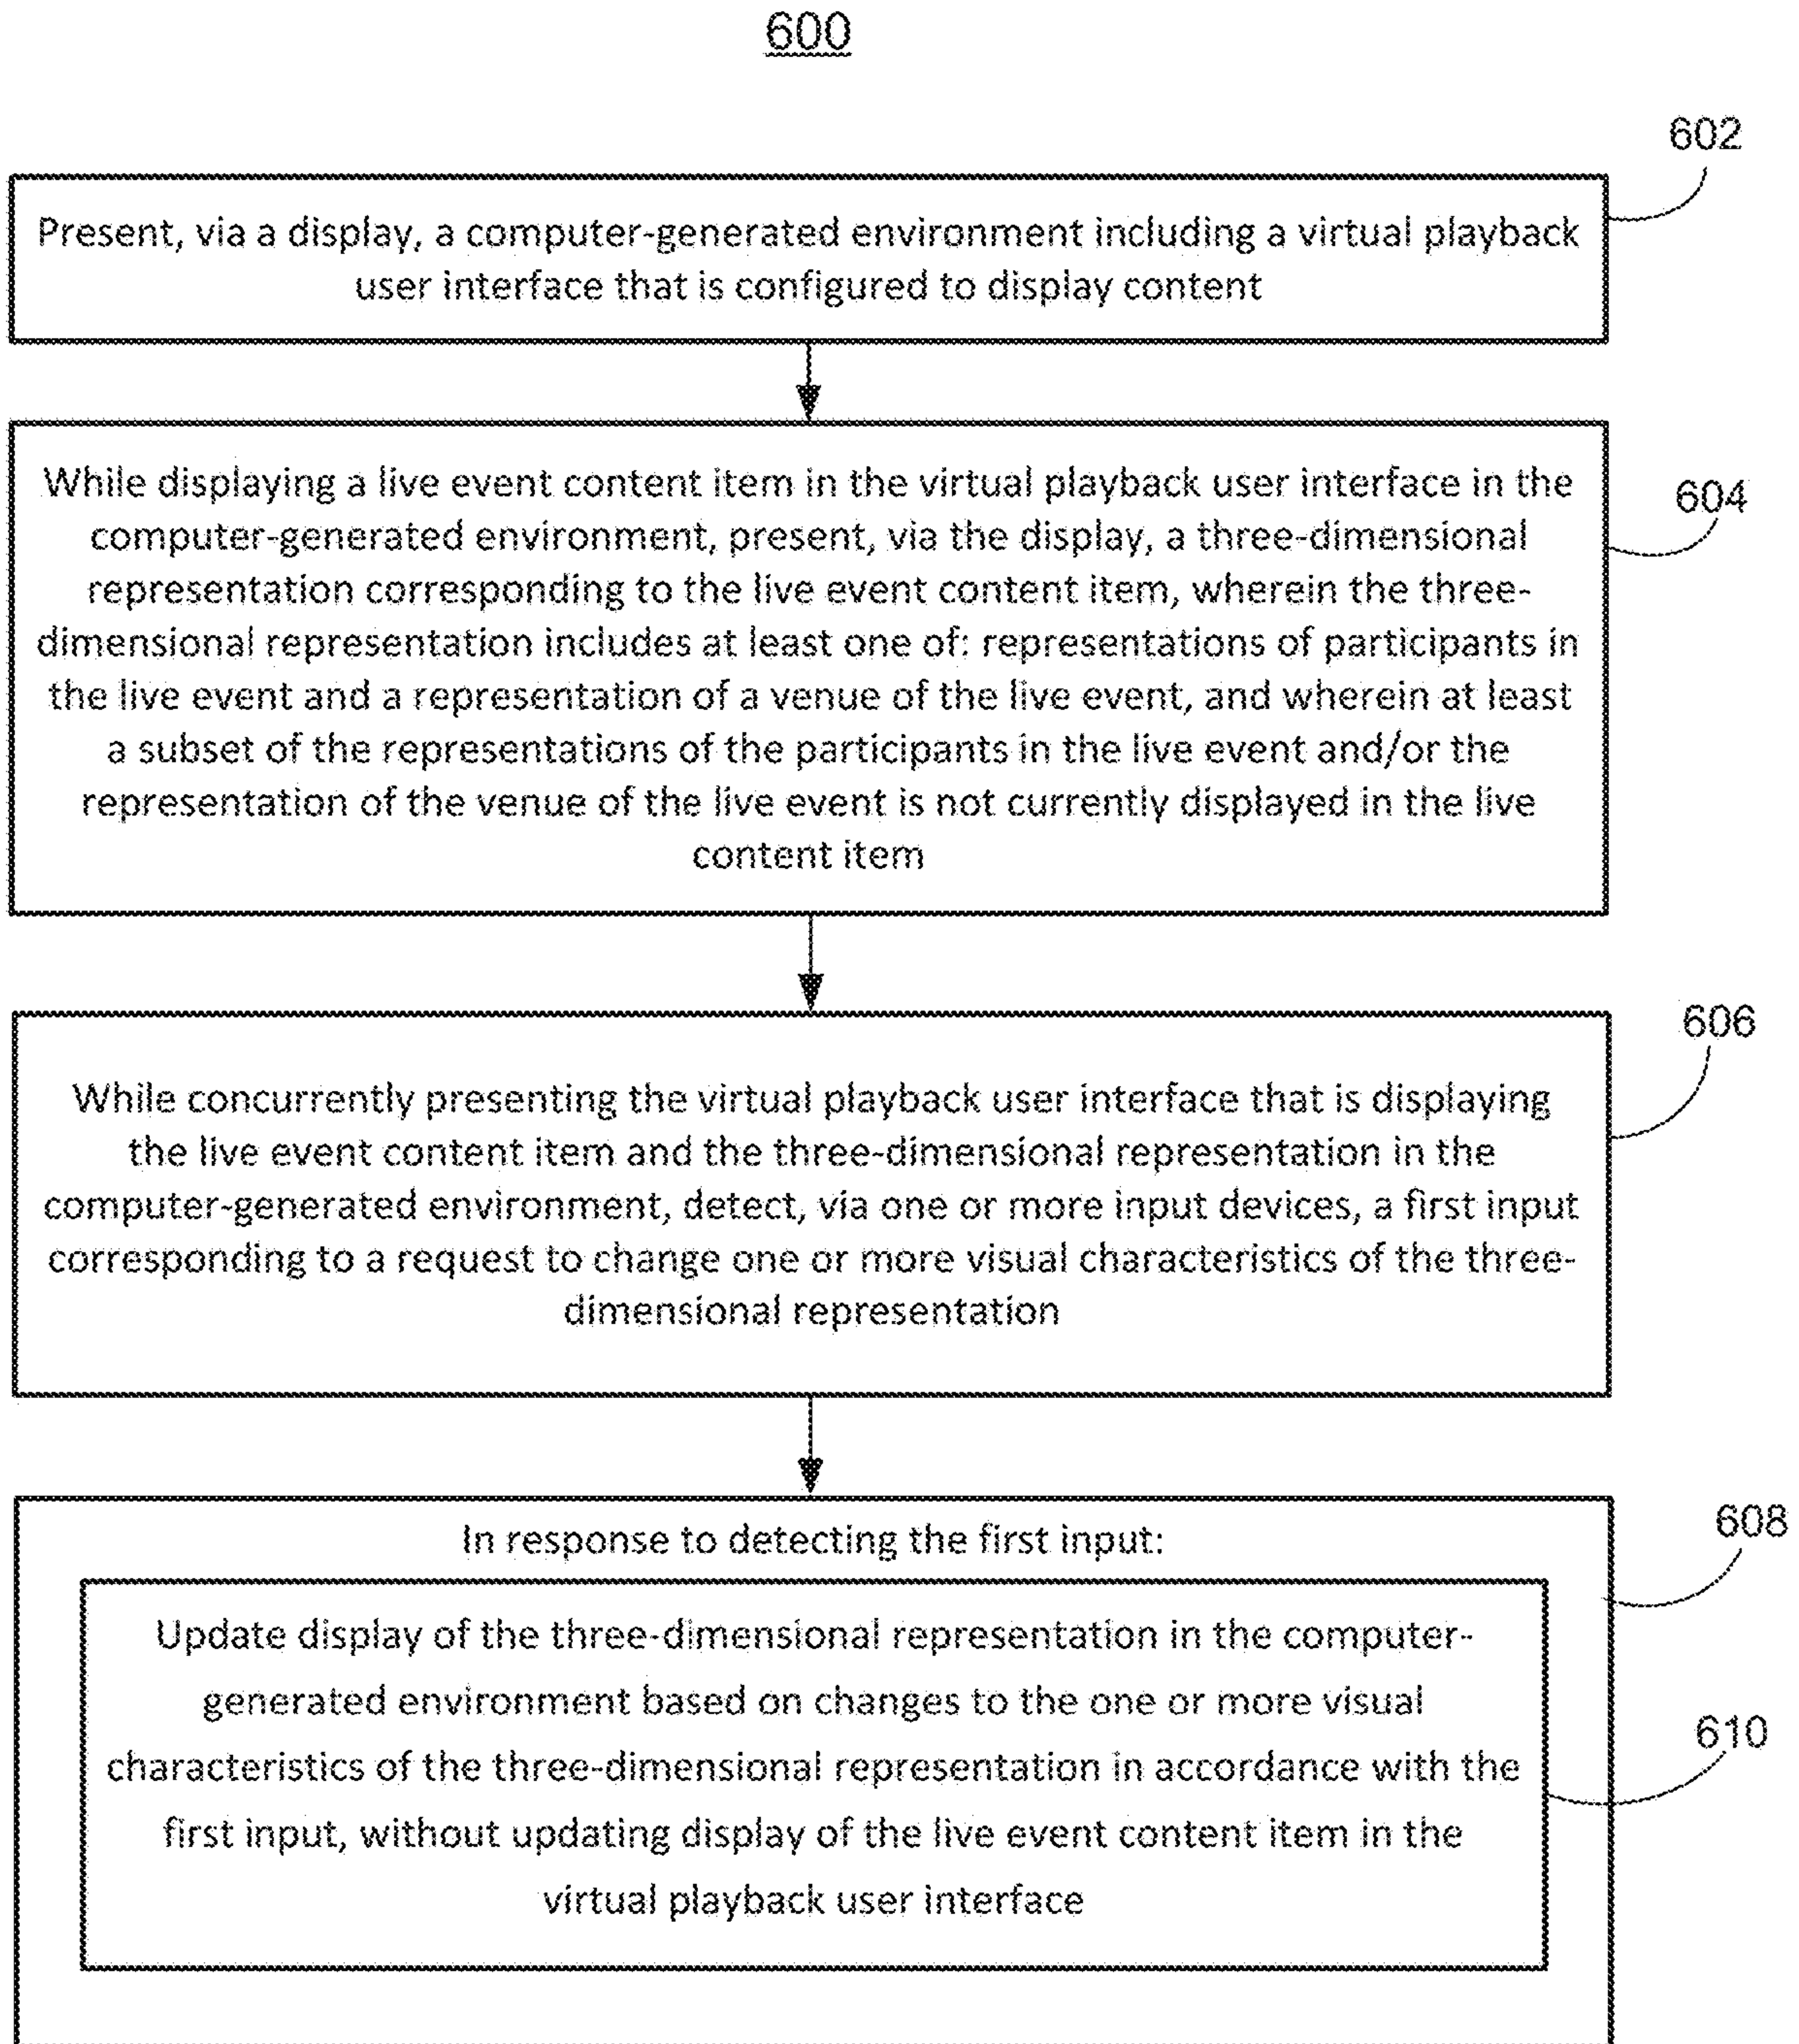 600
602
Present, via a display, a computer-generated environment including a virtual playback
user interface that is configured to display content
604
While displaying a live event content item in the virtual playback user interface in the
computer-generated environment, present, via the display, a three-dimensional
representation corresponding to the live event content item, wherein the three-
dimensional representation includes at least one of: representations of participants in
the live event and a representation of a venue of the live event, and wherein at least
a subset of the representations of the participants in the live event and/or the
representation of the venue of the live event is not currently displayed in the live
content item
606
While concurrently presenting the virtual playback user interface that is displaying
the live event content item and the three-dimensional representation in the
computer-generated environment, detect, via one or more input devices, a first input
corresponding to a request to change one or more visual characteristics of the three-
dimensional representation
608
In response to detecting the first input:
610
Update display of the three-dimensional representation in the computer-
generated environment based on changes to the one or more visual
characteristics of the three-dimensional representation in accordance with the
first input, without updating display of the live event content item in the
virtual playback user interface